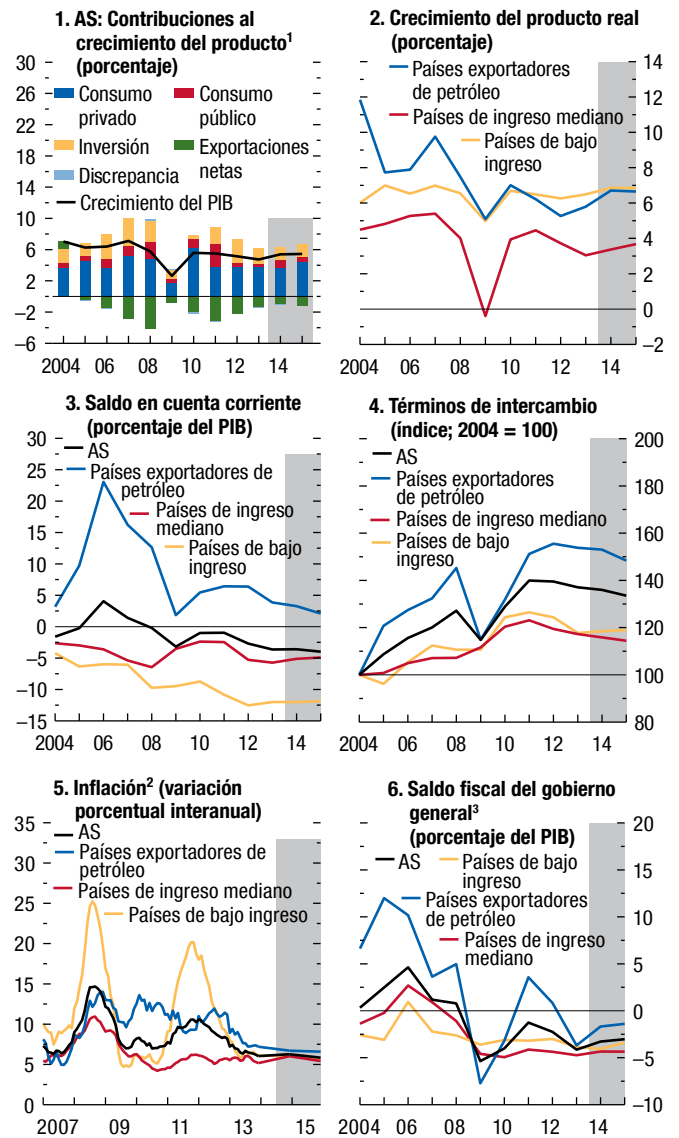 1. AS: Contribuciones al
crecimiento del producto¹
(porcentaje)
30
26
22
18
14
10
6
2
–2
–6
Consumo
privado
Consumo
público
Inversión
Exportaciones
netas
Discrepancia
Crecimiento del PIB
2004 06 08 10 12 14
2. Crecimiento del producto real
(porcentaje)
Países exportadores
de petróleo
Países de ingreso mediano
Países de bajo
ingreso
14
12
10
8
6
4
2
0
–2
2004 06 08 10 12 14
3. Saldo en cuenta corriente
(porcentaje del PIB)
30
25
20
15
10
5
0
–5
–10
–15
AS
Países exportadores de
petróleo
Países de ingreso
mediano
Países de bajo
ingreso
2004 06 08 10 12 14
4. Términos de intercambio
(índice; 2004 = 100)
AS
Países exportadores
de petróleo
Países de ingreso mediano
Países de bajo
ingreso
200
180
160
140
120
100
80
2004 06 08 10 12 14
5. Inflación² (variación
porcentual interanual)
35
30
25
20
15
10
5
0
AS
Países exportadores de
petróleo
Países de ingreso mediano
Países de bajo ingreso
2007 09 11 13 15
6. Saldo fiscal del gobierno
general³
(porcentaje del PIB)
AS
Países de bajo
ingreso
Países exportadores
de petróleo
Países de ingreso
mediano
20
15
10
5
0
–5
–10
2004 06 08 10 12 14